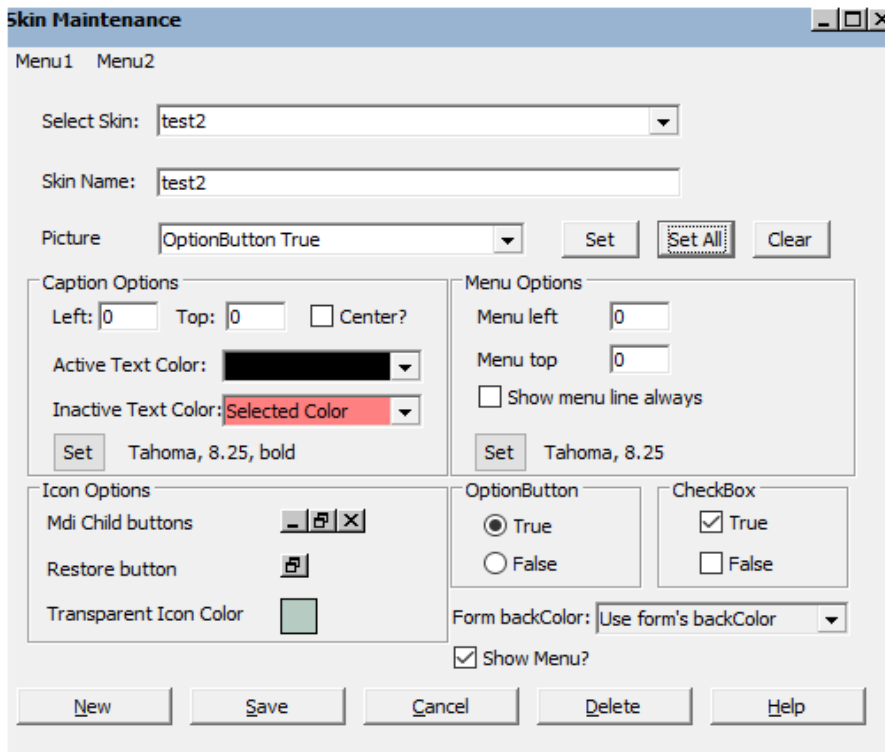 Skin Maintenance
Menu1 Menu2
Select Skin: test2
Skin Name: test2
Picture OptionButton True Set Set All Clear
Caption Options
Left: 0 Top: 0 Center?
Active Text Color:
Inactive Text Color: Selected Color
Set Tahoma, 8.25, bold
Menu Options
Menu left 0
Menu top 0
Show menu line always
Set Tahoma, 8.25
Icon Options
Mdi Child buttons
Restore button
Transparent Icon Color
OptionButton
True
False
CheckBox
True
False
Form backColor: Use form's backColor
Show Menu?
New Save Cancel Delete Help